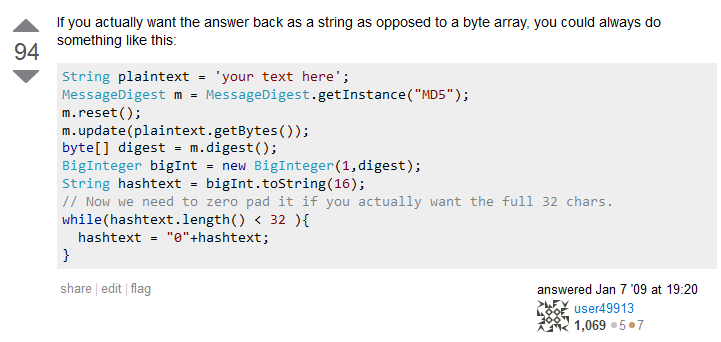 If you actually want the answer back as a string as opposed to a byte array, you could always do
something like this:
94
String plaintext = 'your text here';
MessageDigest m = MessageDigest.getInstance("MD5");
m.reset();
m.update(plaintext.getBytes());
byte[] digest = m.digest();
BigInteger bigInt = new BigInteger(1,digest);
String hashtext = bigInt.toString(16);
// Now we need to zero pad it if you actually want the full 32 chars.
while(hashtext.length() < 32 ){
  hashtext = "0"+hashtext;
}
share | edit | flag
answered Jan 7 '09 at 19:20
user49913
1,069 ●5 ●7